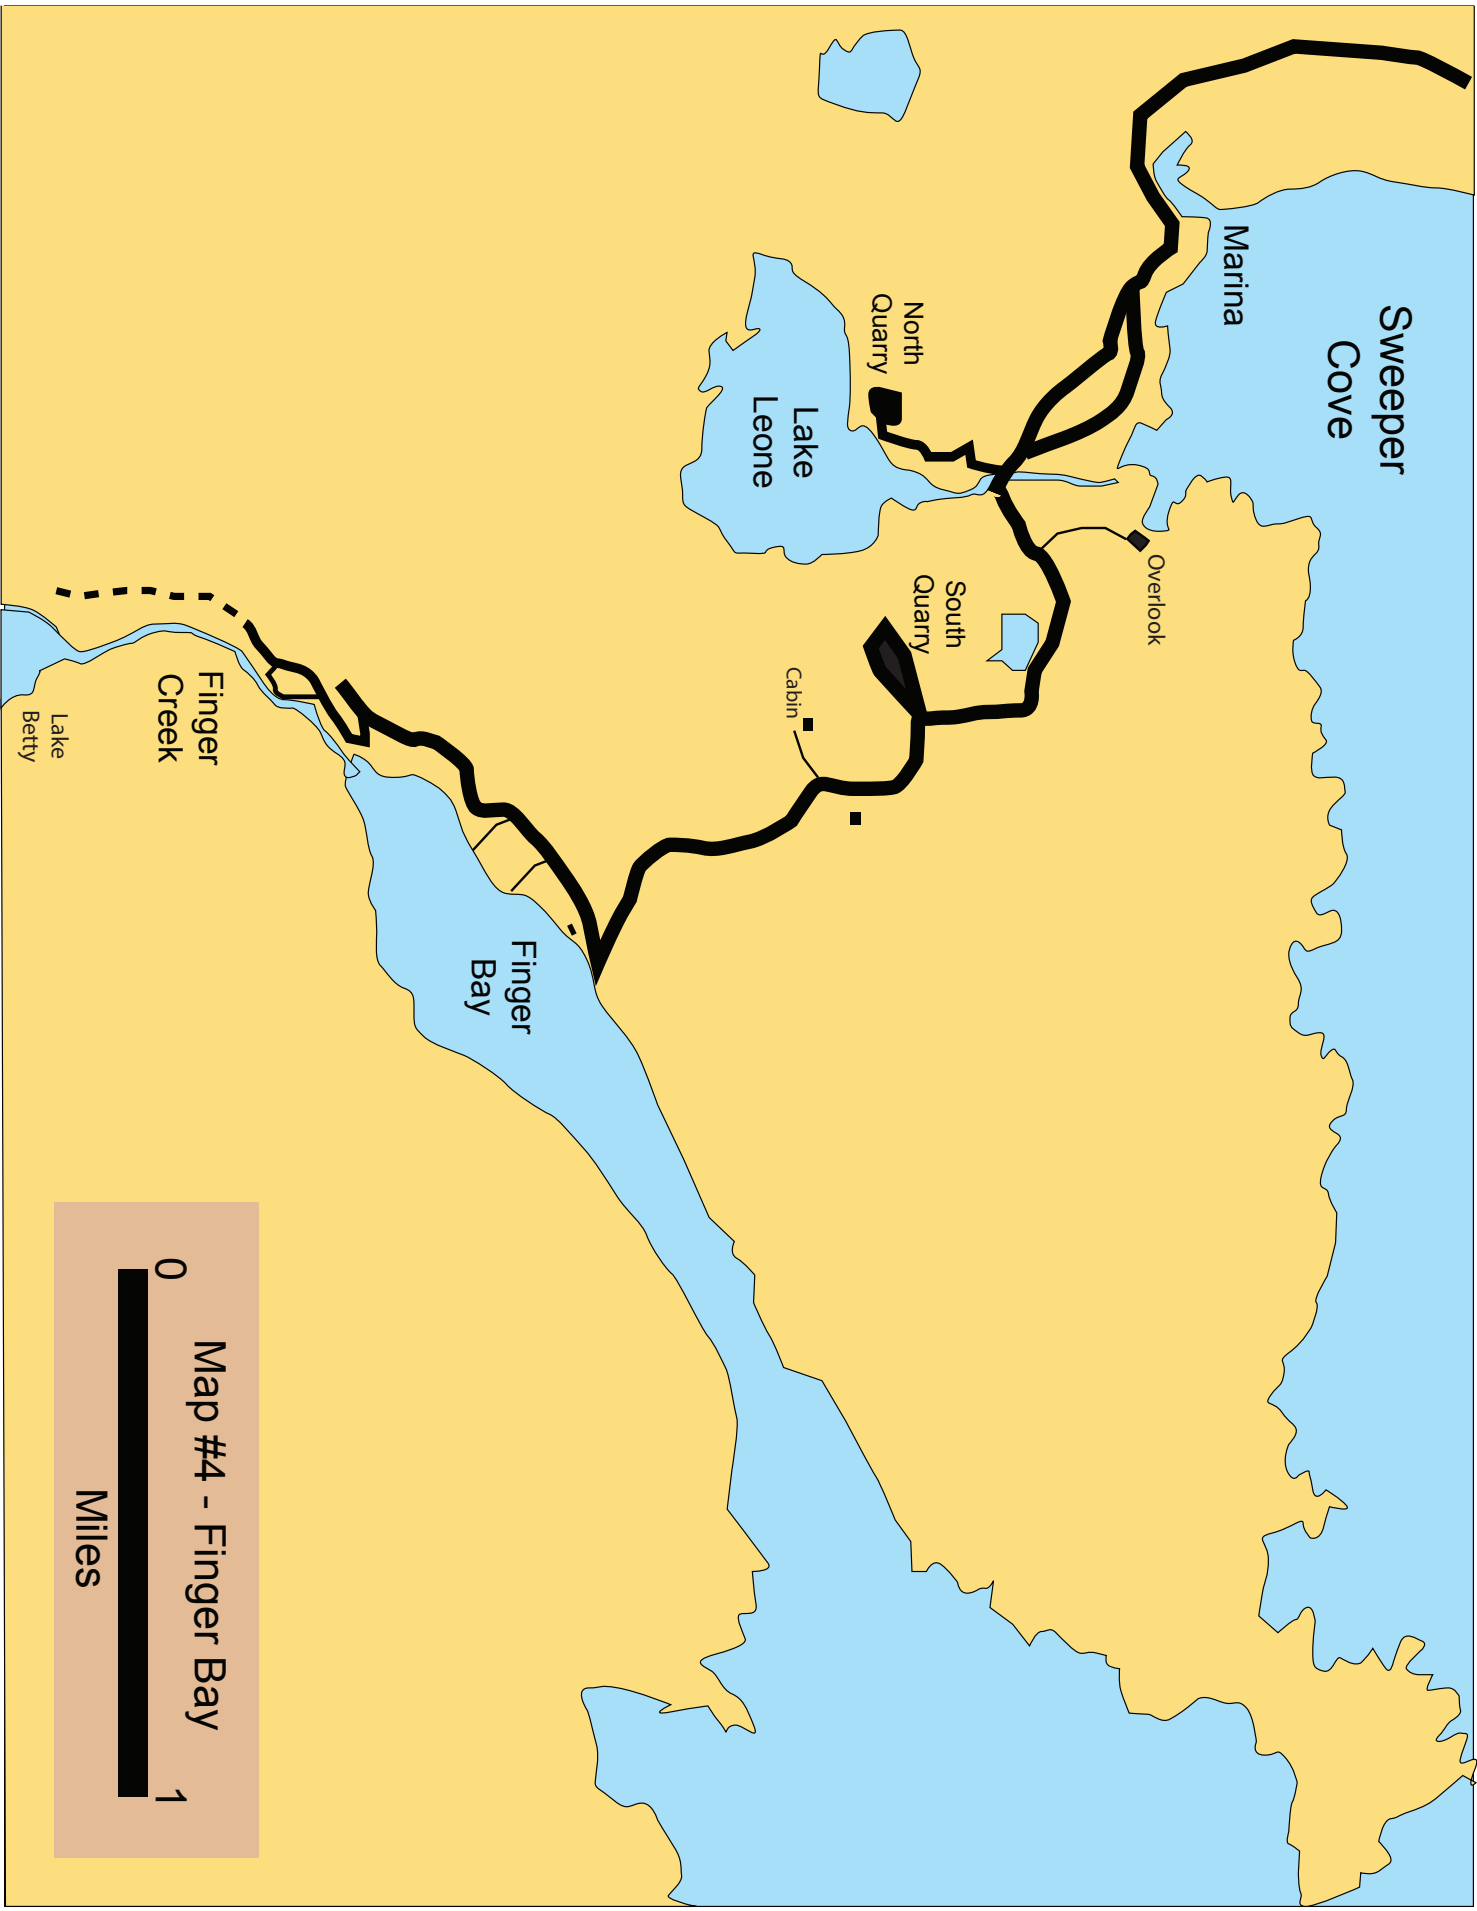 Sweeper
Cove
Marina
North
Quarry
Lake
Leone
Overlook
South
Quarry
Cabin
Finger
Creek
Lake
Betty
Finger
Bay
Map #4 - Finger Bay
0 1
Miles